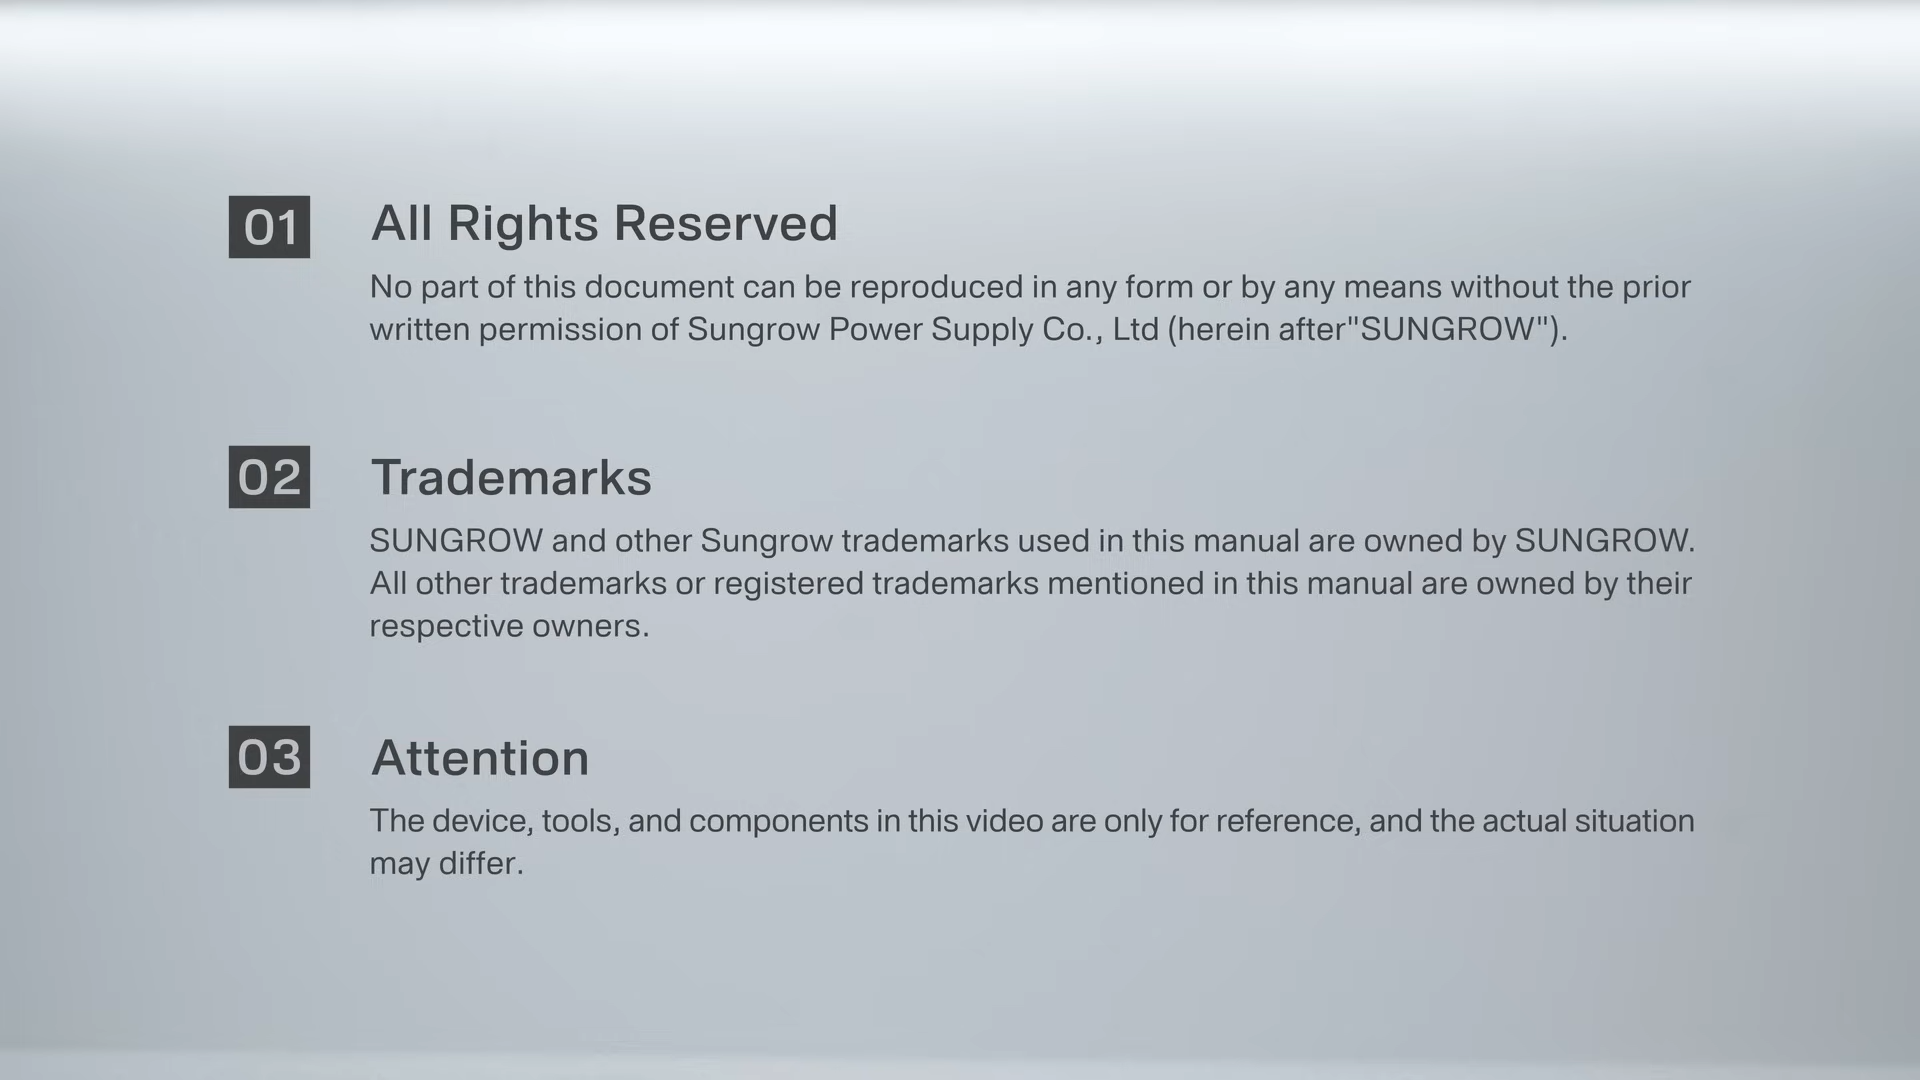 01
All Rights Reserved
No part of this document can be reproduced in any form or by any means without the prior
written permission of Sungrow Power Supply Co., Ltd (herein after"SUNGROW").
02
Trademarks
SUNGROW and other Sungrow trademarks used in this manual are owned by SUNGROW.
All other trademarks or registered trademarks mentioned in this manual are owned by their
respective owners.
03
Attention
The device, tools, and components in this video are only for reference, and the actual situation
may differ.